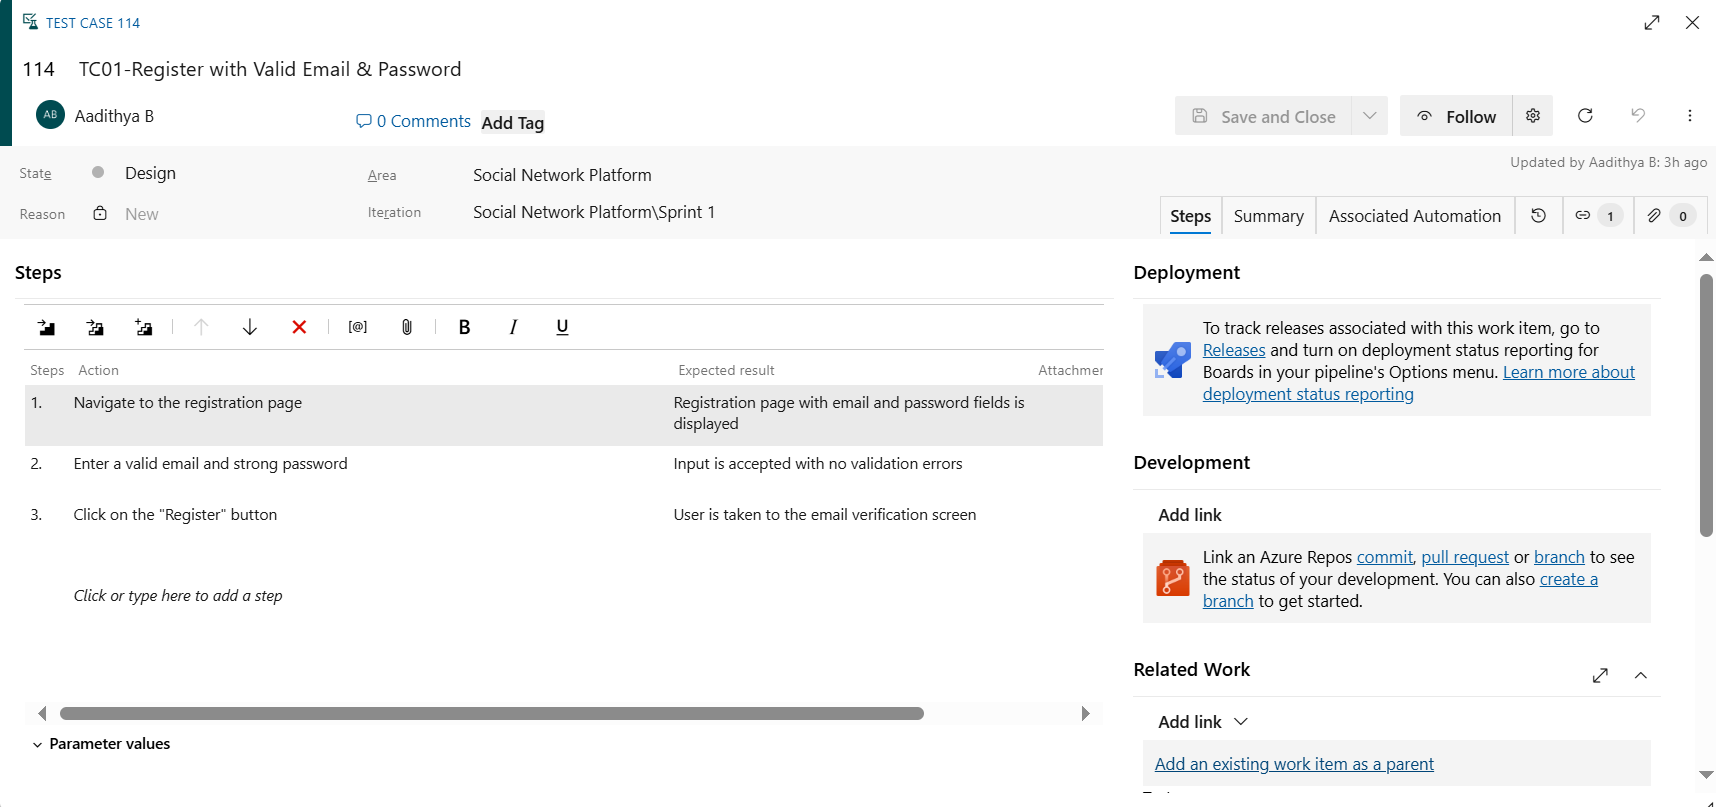 TEST CASE 114
114 TC01-Register with Valid Email & Password
AB Aadithya B
0 Comments
Add Tag
Save and Close
Follow
State
Design
Area
Social Network Platform
Updated by Aadithya B: 3h ago
Reason
New
Iteration
Social Network Platform\Sprint 1
Steps
Summary
Associated Automation
1
0
Steps
[@]
B
I
U
Steps Action Expected result Attachmen
1. Navigate to the registration page Registration page with email and password fields is
displayed
2. Enter a valid email and strong password Input is accepted with no validation errors
3. Click on the "Register" button User is taken to the email verification screen
Click or type here to add a step
Parameter values
Deployment
To track releases associated with this work item, go to
Releases and turn on deployment status reporting for
Boards in your pipeline's Options menu. Learn more about
deployment status reporting
Development
Add link
Link an Azure Repos commit, pull request or branch to see
the status of your development. You can also create a
branch to get started.
Related Work
Add link
Add an existing work item as a parent